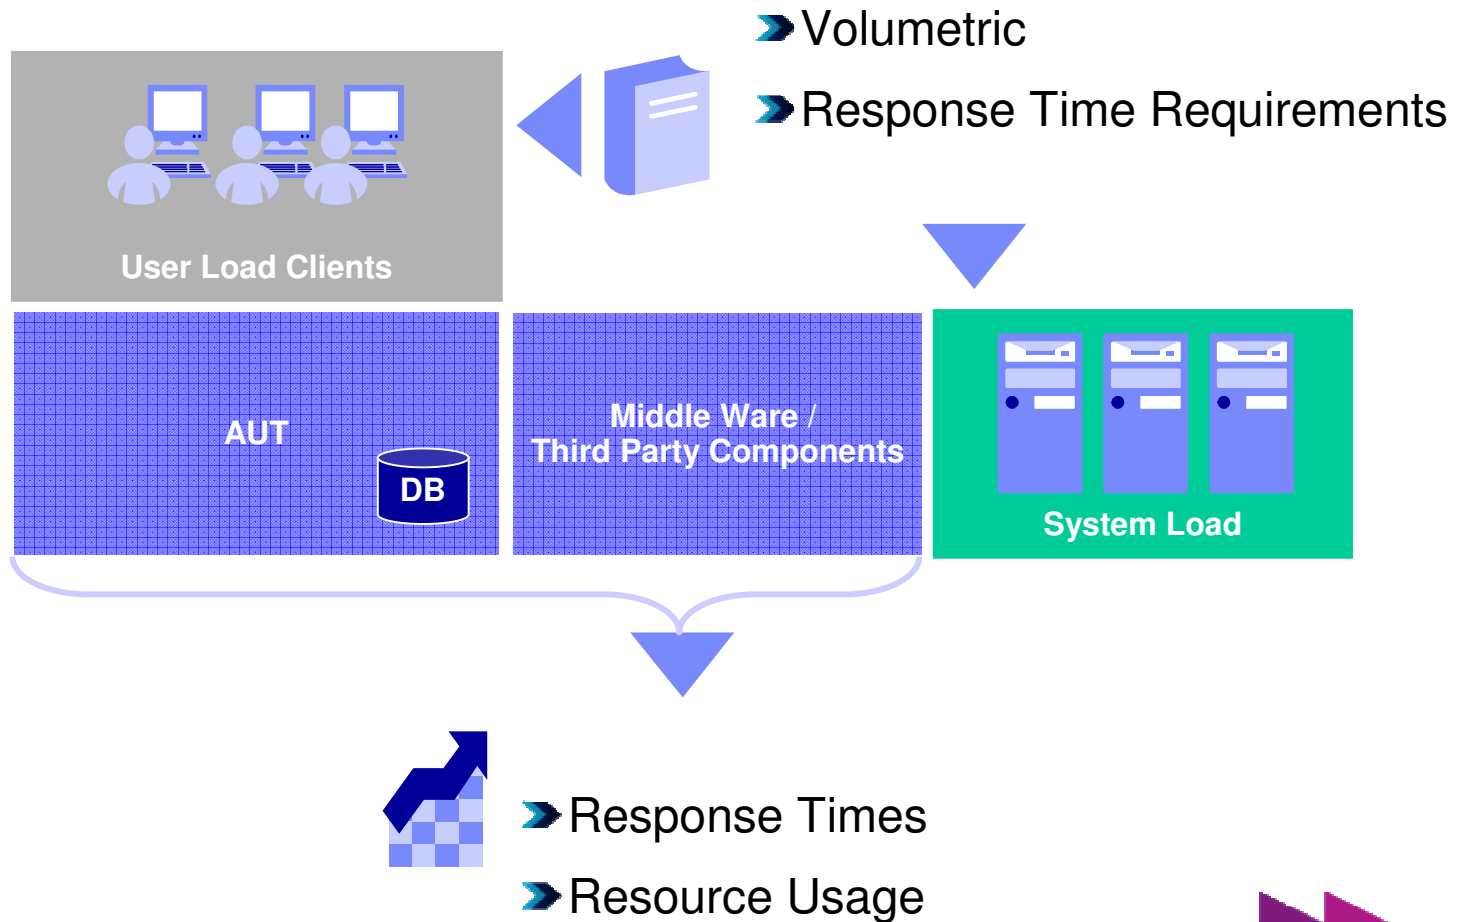 Volumetric
Response Time Requirements
User Load Clients
AUT
DB
Middle Ware /
Third Party Components
System Load
Response Times
Resource Usage